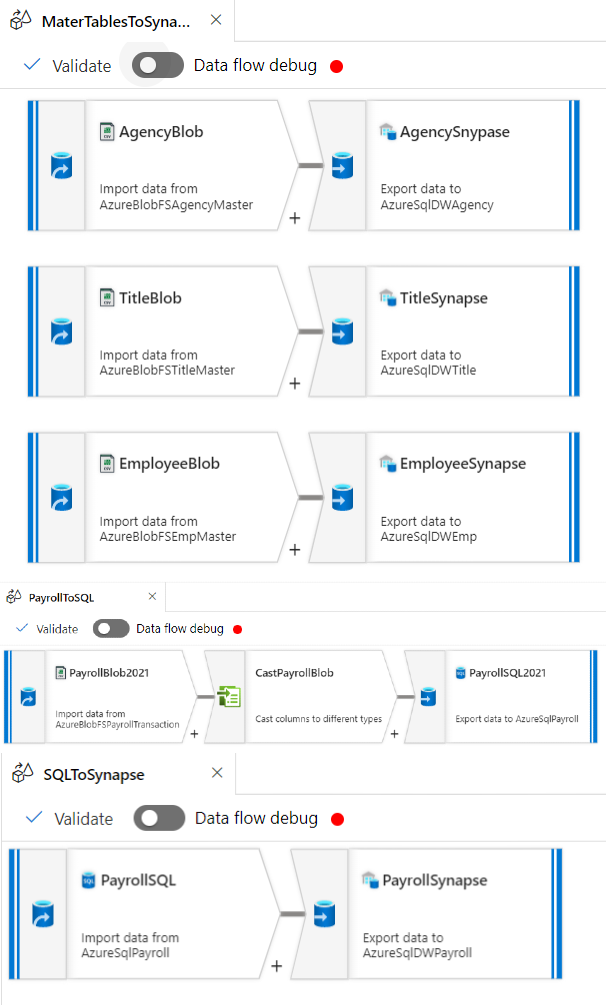 MaterTablesToSyna...
Validate Data flow debug
AgencyBlob AgencySnypase
Import data from Export data to
AzureBlobFSAgencyMaster AzureSqlDWAgency
TitleBlob TitleSynapse
Import data from Export data to
AzureBlobFSTitleMaster AzureSqlDWTitle
EmployeeBlob EmployeeSynapse
Import data from Export data to
AzureBlobFSEmpMaster AzureSqlDWEmp
PayrollToSQL
Validate Data flow debug
PayrollBlob2021 CastPayrollBlob PayrollSQL2021
Import data from
AzureBlobFSPayrollTransaction Cast columns to different types Export data to AzureSqlPayroll
SQLToSynapse
Validate Data flow debug
PayrollSQL PayrollSynapse
Import data from Export data to
AzureSqlPayroll AzureSqlDWPayroll